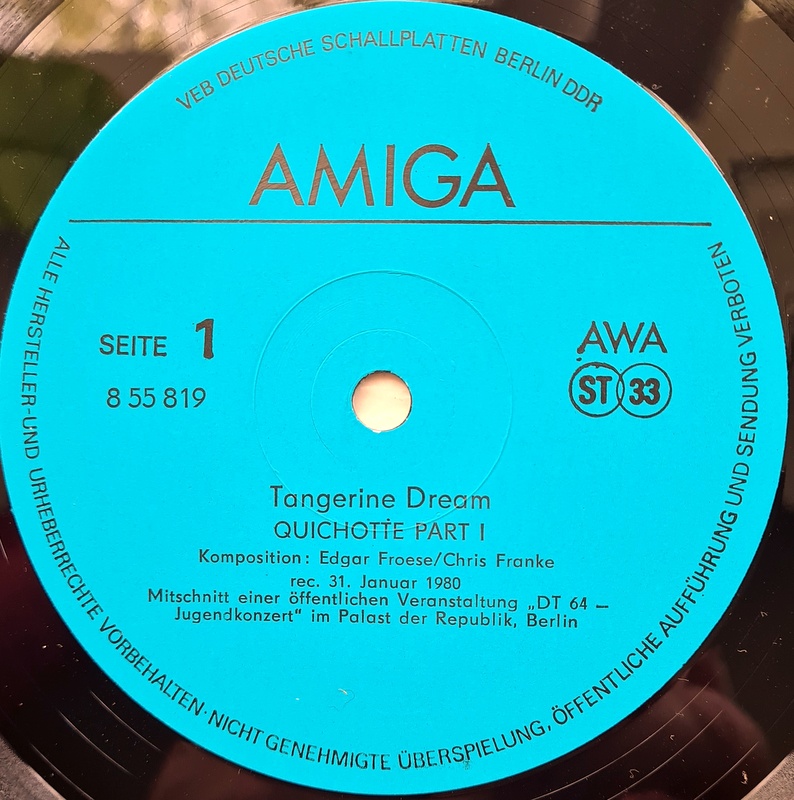 VEB DEUTSCHE SCHALLPLATTEN BERLIN DDR
AMIGA
SEITE 1
8 55 819
AWA
ST 33
Tangerine Dream
QUICHOTTE PART I
Komposition: Edgar Froese/Chris Franke
rec. 31. Januar 1980
Mitschnitt einer öffentlichen Veranstaltung „DT 64 –
Jugendkonzert“ im Palast der Republik, Berlin
ALLE HERSTELLER-UND URHEBERRECHTE VORBEHALTEN·NICHT GENEHMIGTE ÜBERSPIELUNG, ÖFFENTLICHE AUFFÜHRUNG UND SENDUNG VERBOTEN